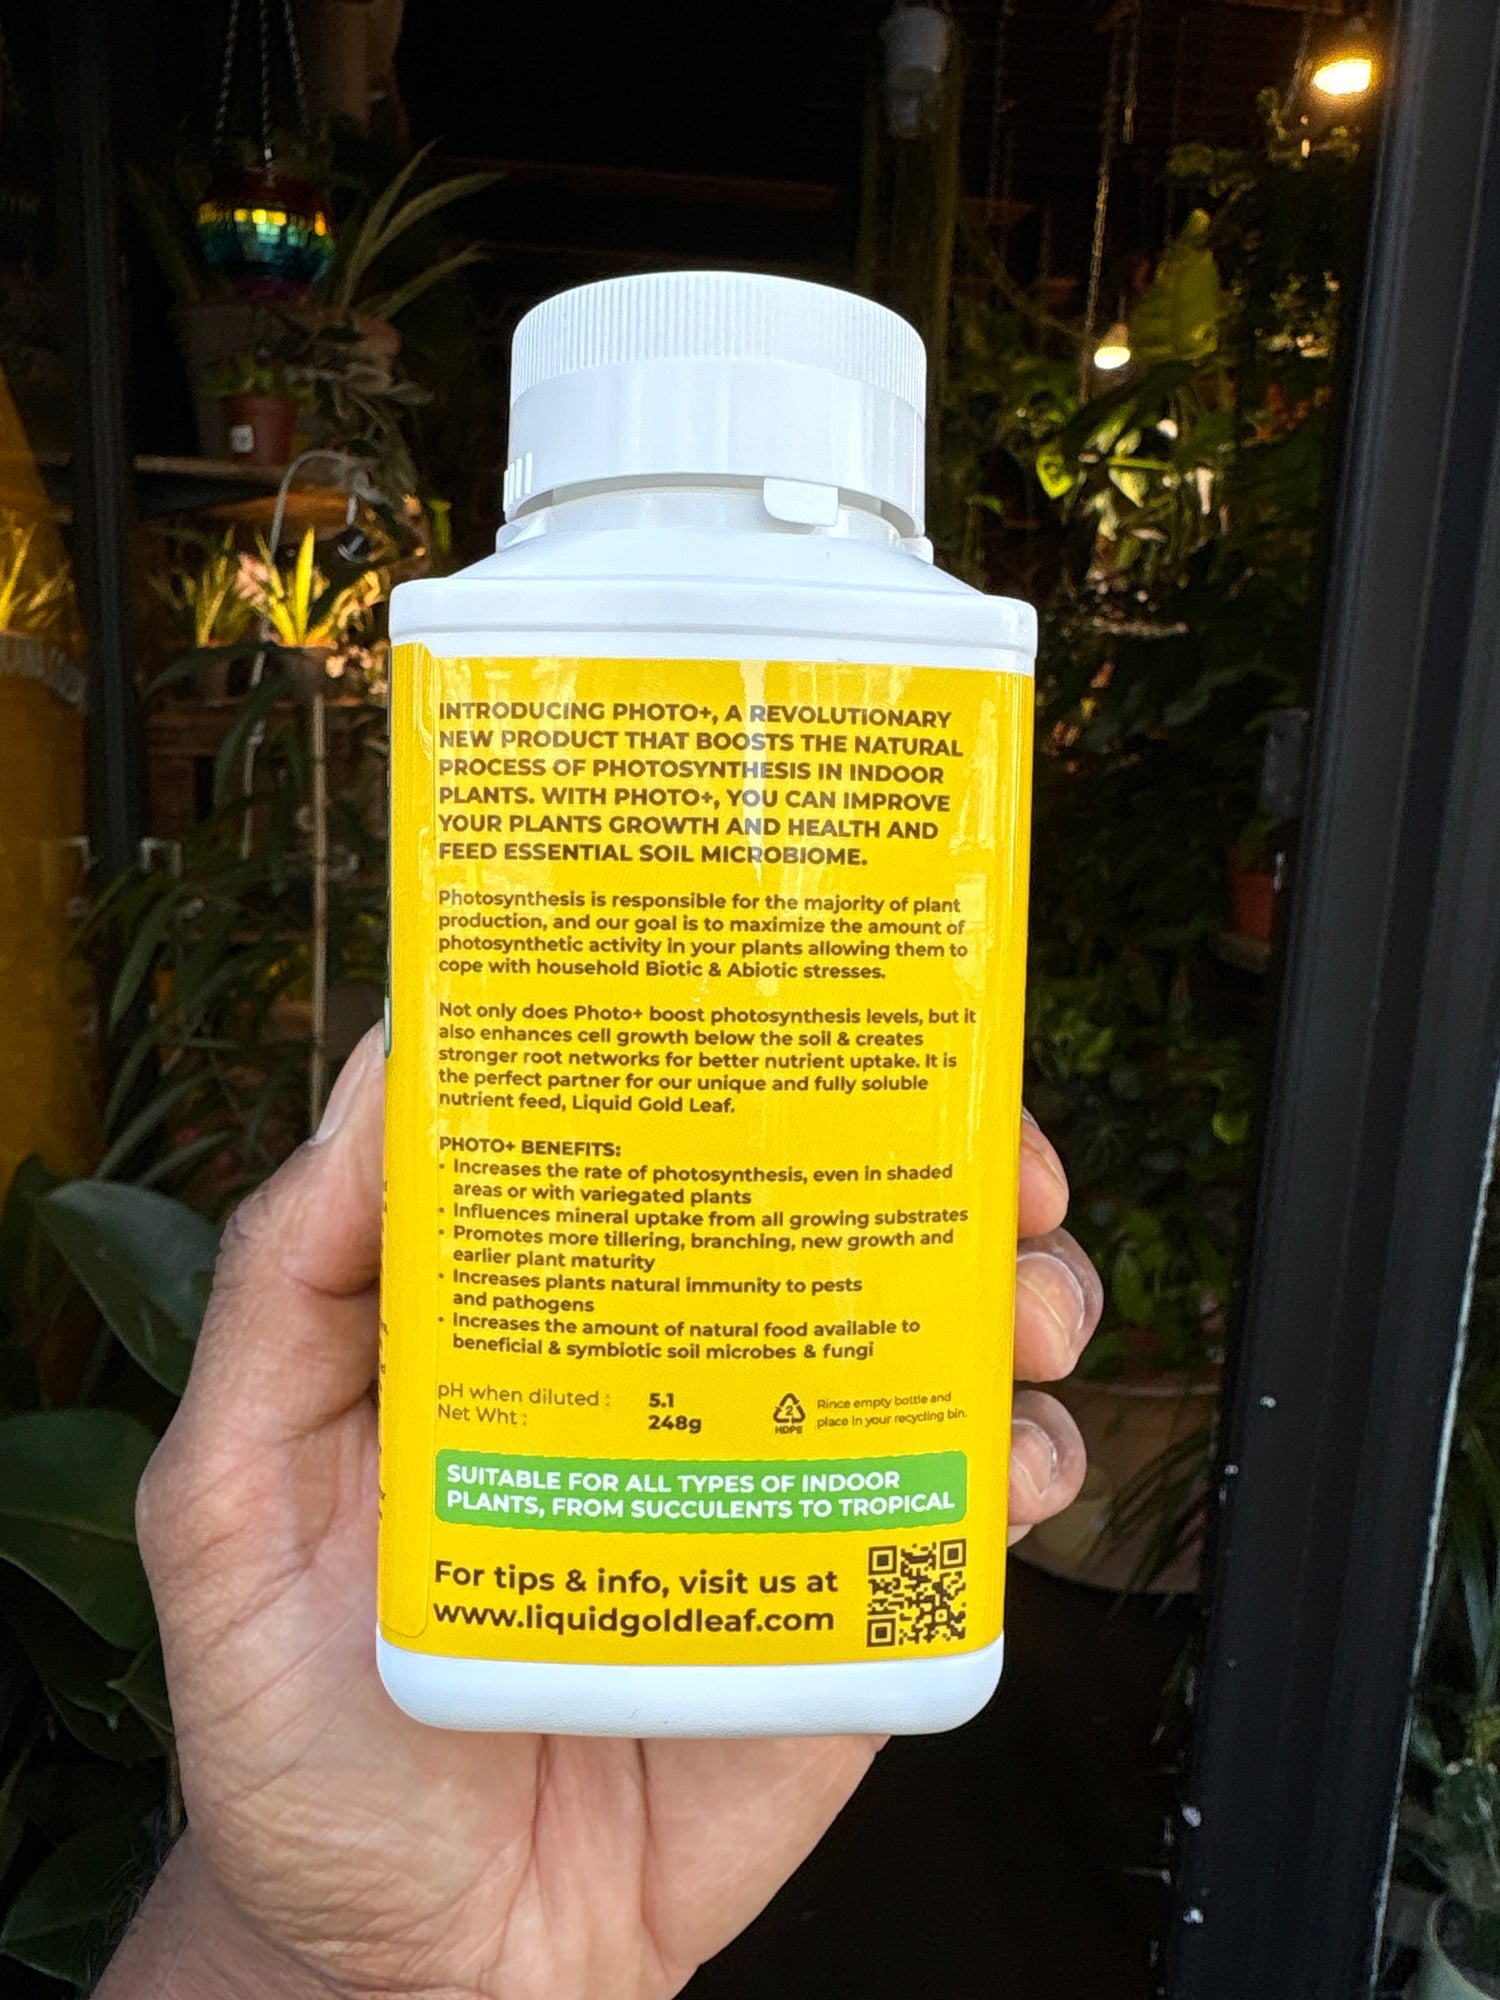 INTRODUCING PHOTO+, A REVOLUTIONARY
NEW PRODUCT THAT BOOSTS THE NATURAL
PROCESS OF PHOTOSYNTHESIS IN INDOOR
PLANTS. WITH PHOTO+, YOU CAN IMPROVE
YOUR PLANTS GROWTH AND HEALTH AND
FEED ESSENTIAL SOIL MICROBIOME.
Photosynthesis is responsible for the majority of plant
production, and our goal is to maximize the amount of
photosynthetic activity in your plants allowing them to
cope with household Biotic & Abiotic stresses.
Not only does Photo+ boost photosynthesis levels, but it
also enhances cell growth below the soil & creates
stronger root networks for better nutrient uptake. It is
the perfect partner for our unique and fully soluble
nutrient feed, Liquid Gold Leaf.
PHOTO+ BENEFITS:
• Increases the rate of photosynthesis, even in shaded
areas or with variegated plants
• Influences mineral uptake from all growing substrates
• Promotes more tillering, branching, new growth and
earlier plant maturity
• Increases plants natural immunity to pests
and pathogens
• Increases the amount of natural food available to
beneficial & symbiotic soil microbes & fungi
pH when diluted : 5.1
Net Wht : 248g
2
HDPE
Rince empty bottle and
place in your recycling bin.
SUITABLE FOR ALL TYPES OF INDOOR
PLANTS, FROM SUCCULENTS TO TROPICAL
For tips & info, visit us at
www.liquidgoldleaf.com